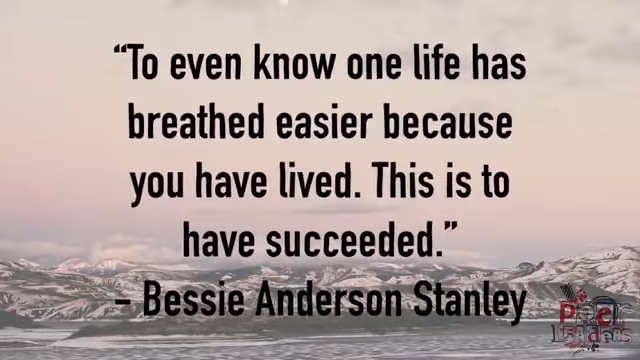 “To even know one life has
breathed easier because
you have lived. This is to
have succeeded.”
– Bessie Anderson Stanley
Leaders